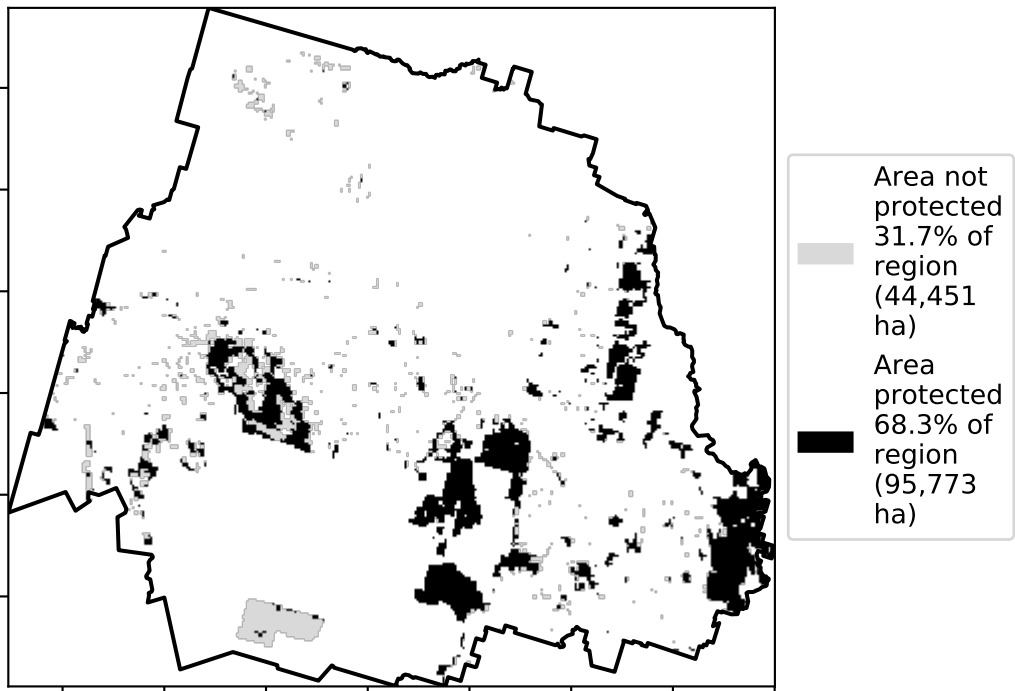 Area not
protected
31.7% of
region
(44,451
ha)
Area
protected
68.3% of
region
(95,773
ha)